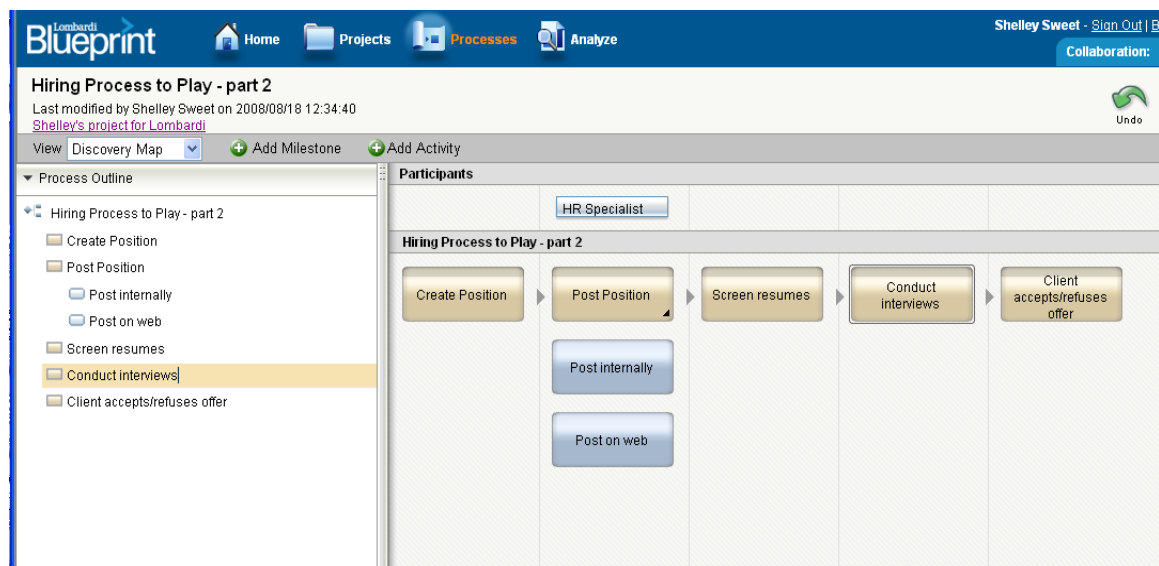 Lombardi
Blueprint
Home
Projects
Processes
Analyze
Shelley Sweet - Sign Out | B
Collaboration:
Hiring Process to Play - part 2
Last modified by Shelley Sweet on 2008/08/18 12:34:40
Shelley's project for Lombardi
Undo
View Discovery Map
Add Milestone
Add Activity
Process Outline
Hiring Process to Play - part 2
Create Position
Post Position
Post internally
Post on web
Screen resumes
Conduct interviews
Client accepts/refuses offer
Participants
HR Specialist
Hiring Process to Play - part 2
Create Position
Post Position
Screen resumes
Conduct
interviews
Client
accepts/refuses
offer
Post internally
Post on web